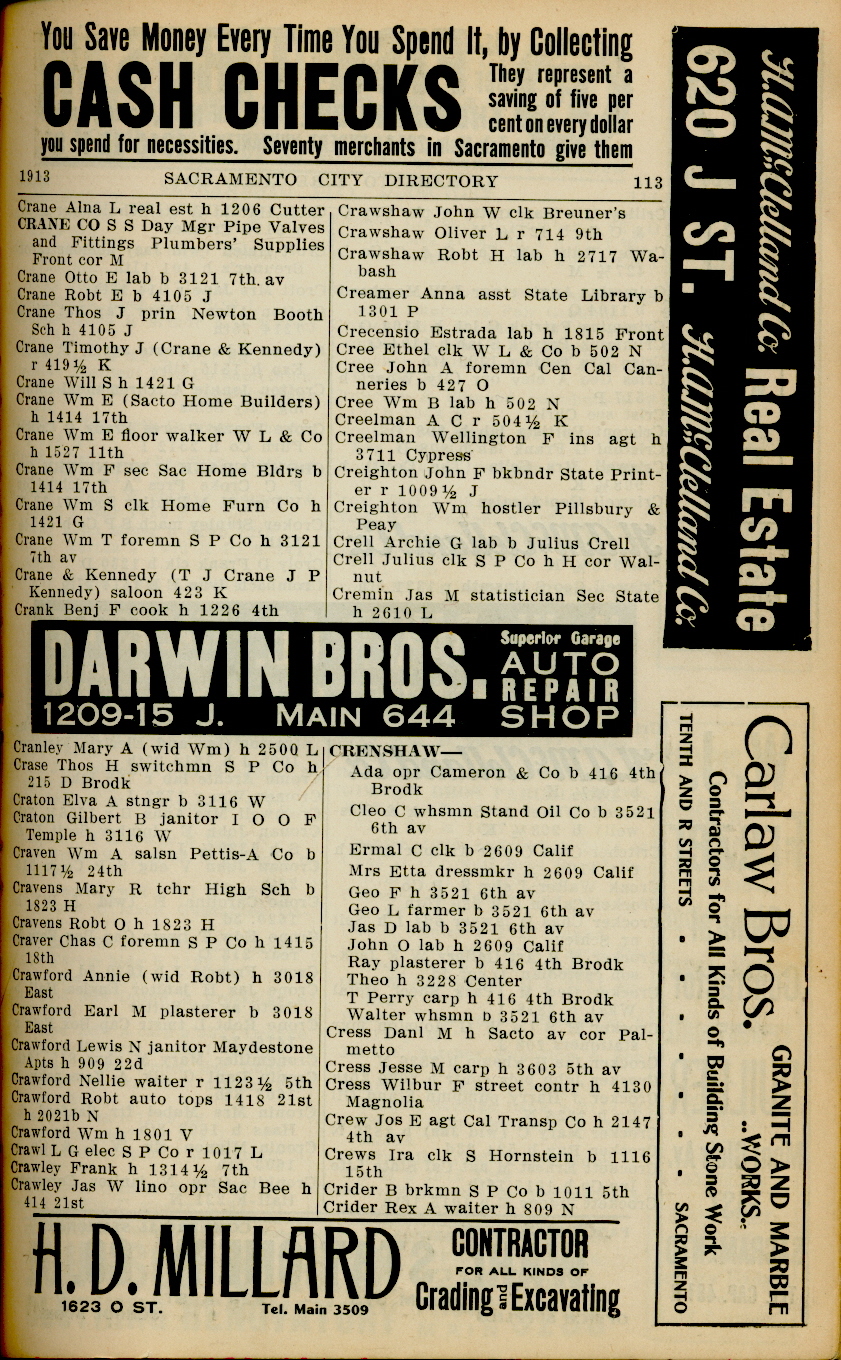 You Save Money Every Time You Spend It, by Collecting
CASH CHECKS
They represent a
saving of five per
cent on every dollar
you spend for necessities. Seventy merchants in Sacramento give them
1913 SACRAMENTO CITY DIRECTORY 113
Crane Alna L real est h 1206 Cutter
CRANE CO S S Day Mgr Pipe Valves
and Fittings Plumbers' Supplies
Front cor M
Crane Otto E lab b 3121 7th. av
Crane Robt E b 4105 J
Crane Thos J prin Newton Booth
Sch h 4105 J
Crane Timothy J (Crane & Kennedy)
r 419½ K
Crane Will S h 1421 G
Crane Wm E (Sacto Home Builders)
h 1414 17th
Crane Wm E floor walker W L & Co
h 1527 11th
Crane Wm F sec Sac Home Bldrs b
1414 17th
Crane Wm S clk Home Furn Co h
1421 G
Crane Wm T foremn S P Co h 3121
7th av
Crane & Kennedy (T J Crane J P
Kennedy) saloon 423 K
Crank Benj F cook h 1226 4th
Crawshaw John W clk Breuner's
Crawshaw Oliver L r 714 9th
Crawshaw Robt H lab h 2717 Wa-
bash
Creamer Anna asst State Library b
1301 P
Crecensio Estrada lab h 1815 Front
Cree Ethel clk W L & Co b 502 N
Cree John A foremn Cen Cal Can-
neries b 427 O
Cree Wm B lab h 502 N
Creelman A C r 504½ K
Creelman Wellington F ins agt h
3711 Cypress
Creighton John F bkbndr State Print-
er r 1009½ J
Creighton Wm hostler Pillsbury &
Peay
Crell Archie G lab b Julius Crell
Crell Julius clk S P Co h H cor Wal-
nut
Cremin Jas M statistician Sec State
h 2610 L
DARWIN BROS.
Superior Garage
AUTO
REPAIR
SHOP
1209-15 J. MAIN 644
Cranley Mary A (wid Wm) h 2500 L
Crase Thos H switchmn S P Co h
215 D Brodk
Craton Elva A stngr b 3116 W
Craton Gilbert B janitor I O O F
Temple h 3116 W
Craven Wm A salsn Pettis-A Co b
1117½ 24th
Cravens Mary R tchr High Sch b
1823 H
Cravens Robt O h 1823 H
Craver Chas C foremn S P Co h 1415
18th
Crawford Annie (wid Robt) h 3018
East
Crawford Earl M plasterer b 3018
East
Crawford Lewis N janitor Maydestone
Apts h 909 22d
Crawford Nellie waiter r 1123½ 5th
Crawford Robt auto tops 1418 21st
h 2021b N
Crawford Wm h 1801 V
Crawl L G elec S P Co r 1017 L
Crawley Frank h 1314½ 7th
Crawley Jas W lino opr Sac Bee h
414 21st
CRENSHAW—
Ada opr Cameron & Co b 416 4th
Brodk
Cleo C whsmn Stand Oil Co b 3521
6th av
Ermal C clk b 2609 Calif
Mrs Etta dressmkr h 2609 Calif
Geo F h 3521 6th av
Geo L farmer b 3521 6th av
Jas D lab b 3521 6th av
John O lab h 2609 Calif
Ray plasterer b 416 4th Brodk
Theo h 3228 Center
T Perry carp h 416 4th Brodk
Walter whsmn b 3521 6th av
Cress Danl M h Sacto av cor Pal-
metto
Cress Jesse M carp h 3603 5th av
Cress Wilbur F street contr h 4130
Magnolia
Crew Jos E agt Cal Transp Co h 2147
4th av
Crews Ira clk S Hornstein b 1116
15th
Crider B brkmn S P Co b 1011 5th
Crider Rex A waiter h 809 N
H. D. MILLARD
1623 O ST. Tel. Main 3509
CONTRACTOR
FOR ALL KINDS OF
Grading and Excavating
H. A. McClelland Co. Real Estate
620 J ST. H. A. McClelland Co.
Carlaw Bros. GRANITE AND MARBLE
..WORKS..
Contractors for All Kinds of Building Stone Work
TENTH AND R STREETS . . . . . . . SACRAMENTO